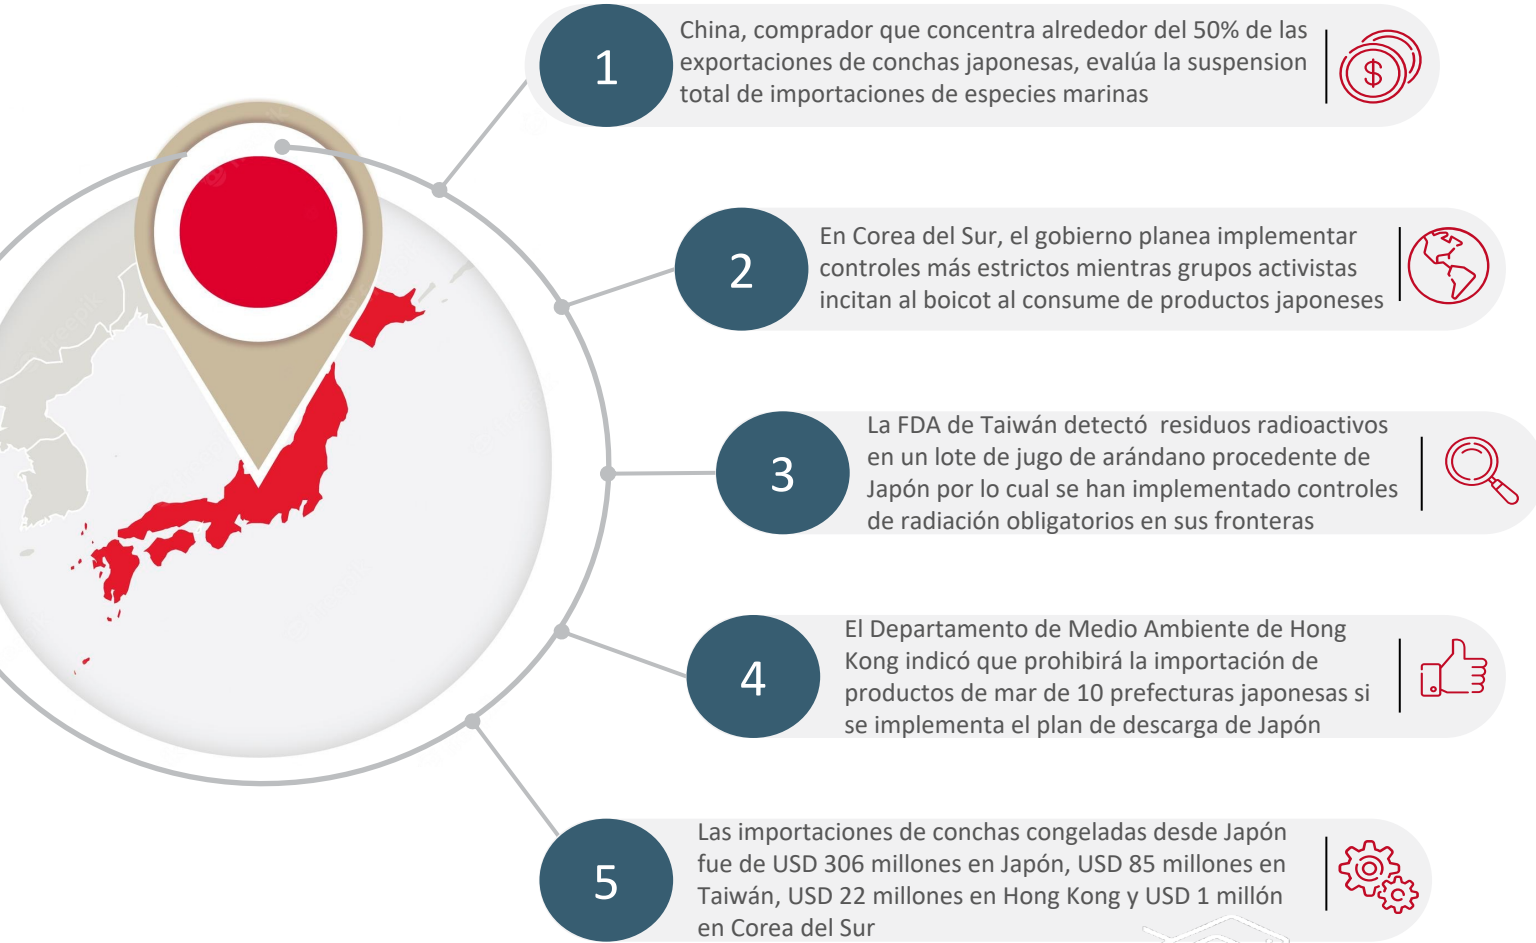 1
China, comprador que concentra alrededor del 50% de las
exportaciones de conchas japonesas, evalúa la suspension
total de importaciones de especies marinas
$
2
En Corea del Sur, el gobierno planea implementar
controles más estrictos mientras grupos activistas
incitan al boicot al consume de productos japoneses
3
La FDA de Taiwán detectó  residuos radioactivos
en un lote de jugo de arándano procedente de
Japón por lo cual se han implementado controles
de radiación obligatorios en sus fronteras
4
El Departamento de Medio Ambiente de Hong
Kong indicó que prohibirá la importación de
productos de mar de 10 prefecturas japonesas si
se implementa el plan de descarga de Japón
5
Las importaciones de conchas congeladas desde Japón
fue de USD 306 millones en Japón, USD 85 millones en
Taiwán, USD 22 millones en Hong Kong y USD 1 millón
en Corea del Sur